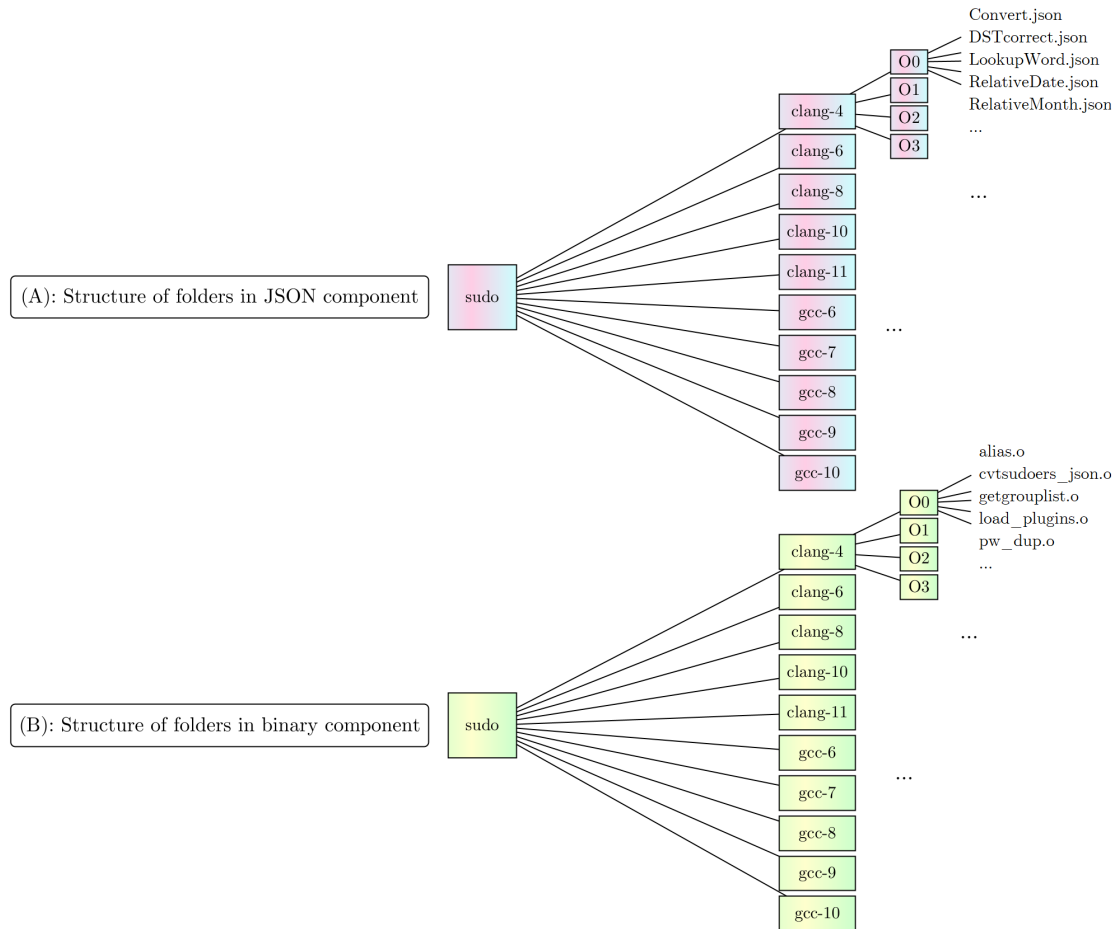 Convert.json
DSTcorrect.json
LookupWord.json
RelativeDate.json
RelativeMonth.json
...
O0
O1
O2
O3
...
clang-4
clang-6
clang-8
clang-10
clang-11
gcc-6
gcc-7
gcc-8
gcc-9
gcc-10
...
sudo
(A): Structure of folders in JSON component
alias.o
cvtsudoers_json.o
getgrouplist.o
load_plugins.o
pw_dup.o
...
O0
O1
O2
O3
...
clang-4
clang-6
clang-8
clang-10
clang-11
gcc-6
gcc-7
gcc-8
gcc-9
gcc-10
...
sudo
(B): Structure of folders in binary component